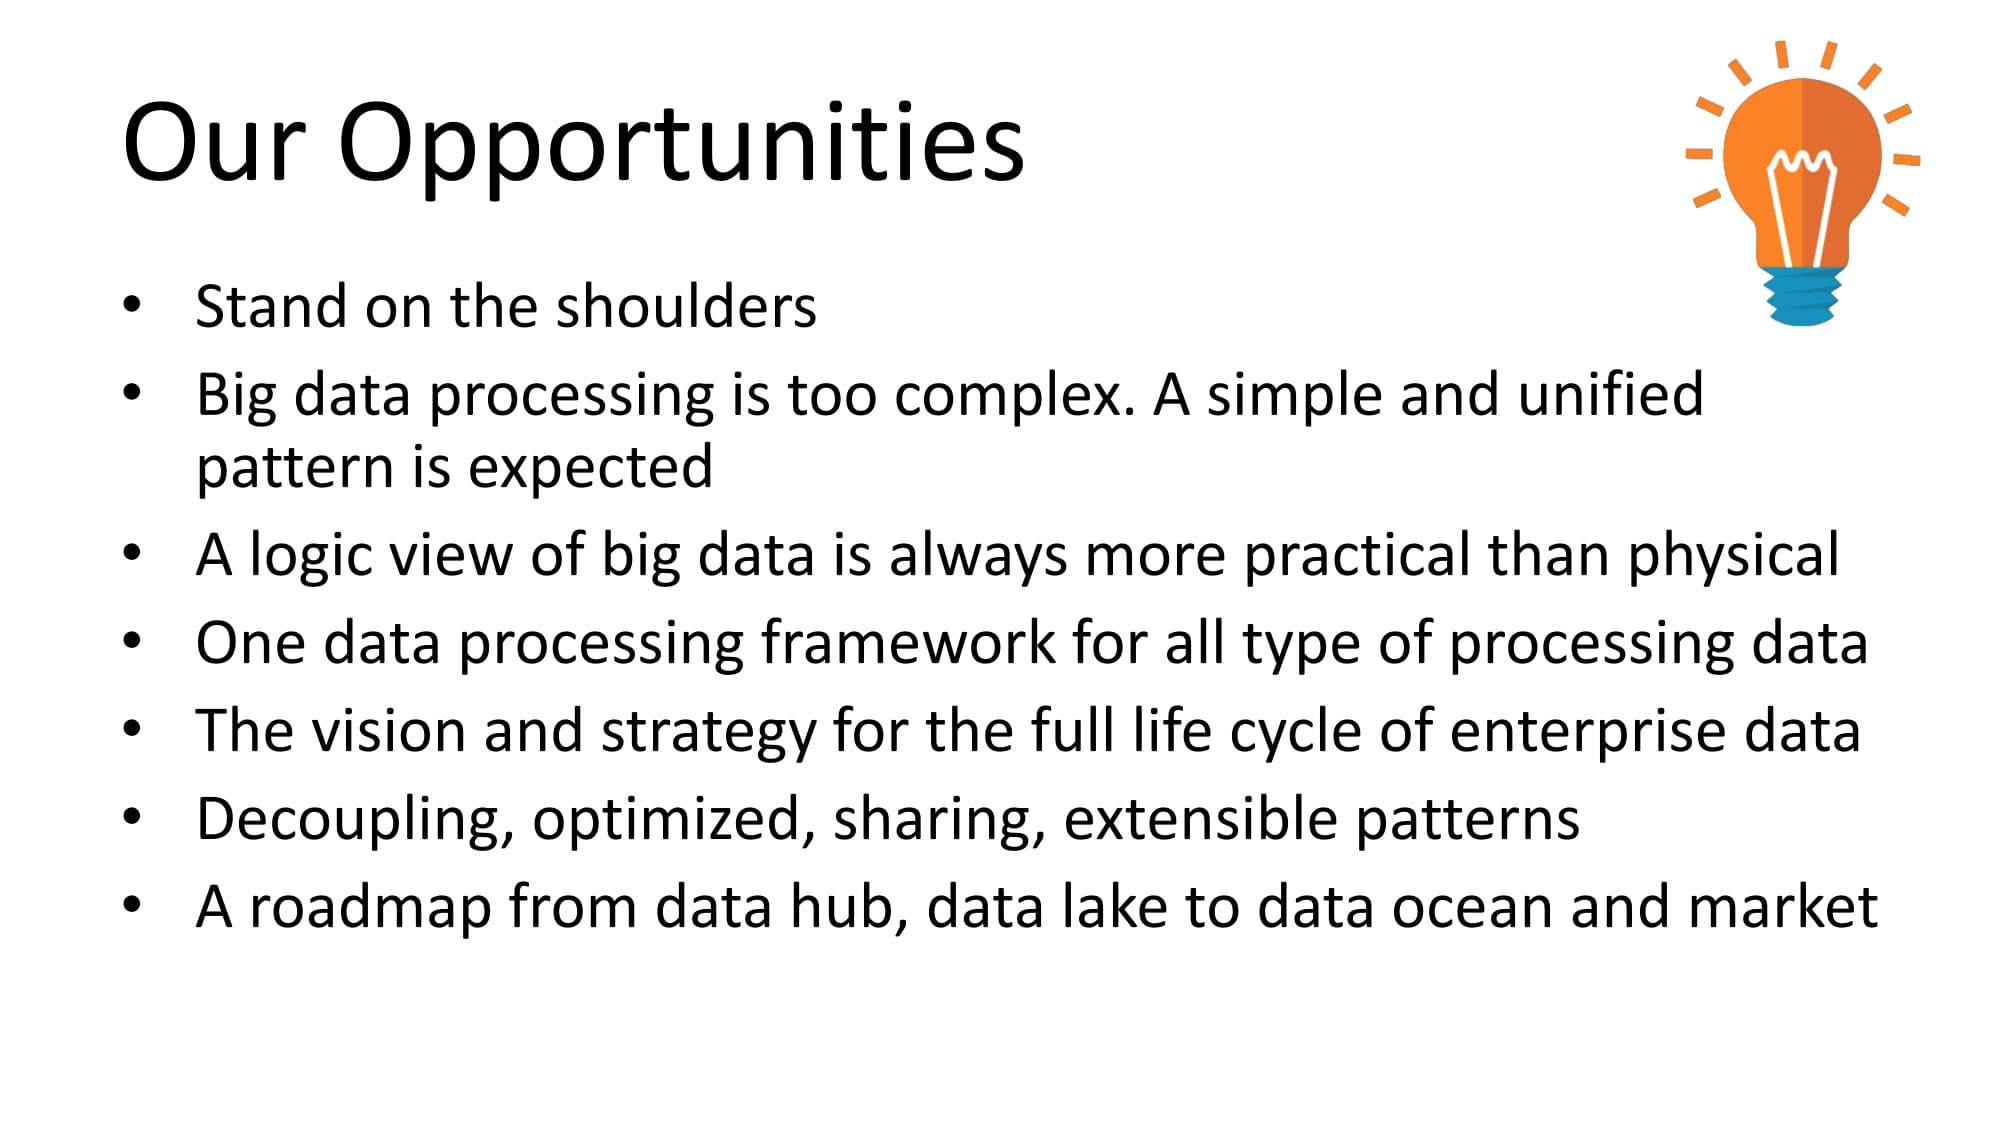 Our Opportunities
• Stand on the shoulders
• Big data processing is too complex. A simple and unified
pattern is expected
• A logic view of big data is always more practical than physical
• One data processing framework for all type of processing data
• The vision and strategy for the full life cycle of enterprise data
• Decoupling, optimized, sharing, extensible patterns
• A roadmap from data hub, data lake to data ocean and market